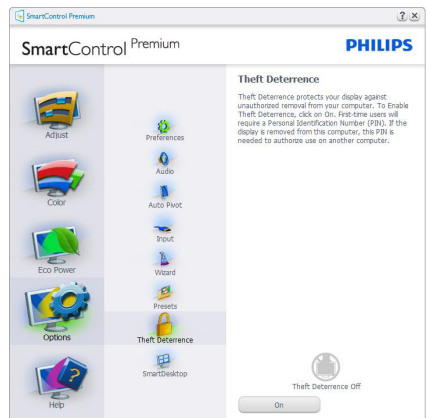 SmartControl Premium
? x
SmartControl Premium
PHILIPS
Adjust
Color
Eco Power
Options
Help
Preferences
Audio
Auto Pivot
Input
Wizard
Presets
Theft Deterrence
SmartDesktop
Theft Deterrence
Theft Deterrence protects your display against
unauthorized removal from your computer. To Enable
Theft Deterrence, click on On. First-time users will
require a Personal Identification Number (PIN). If the
display is removed from this computer, this PIN is
needed to authorize use on another computer.
Theft Deterrence Off
On